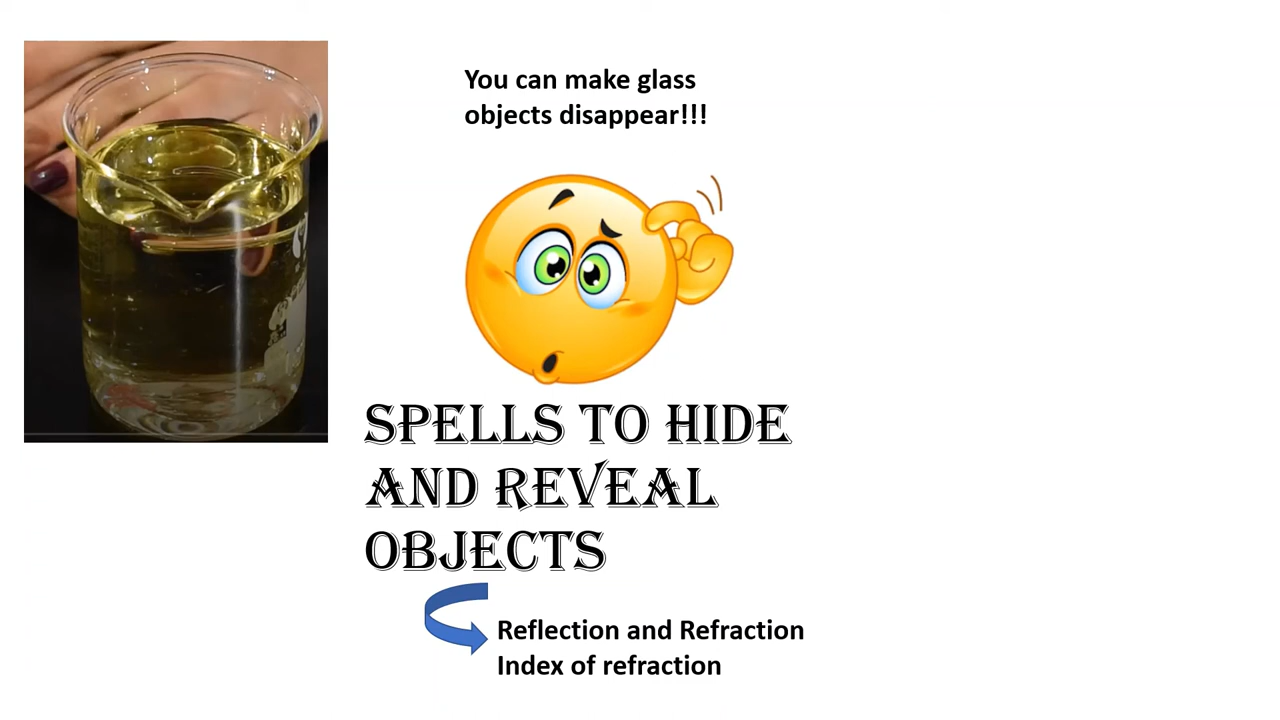 You can make glass
objects disappear!!!
SPELLS TO HIDE
AND REVEAL
OBJECTS
Reflection and Refraction
Index of refraction